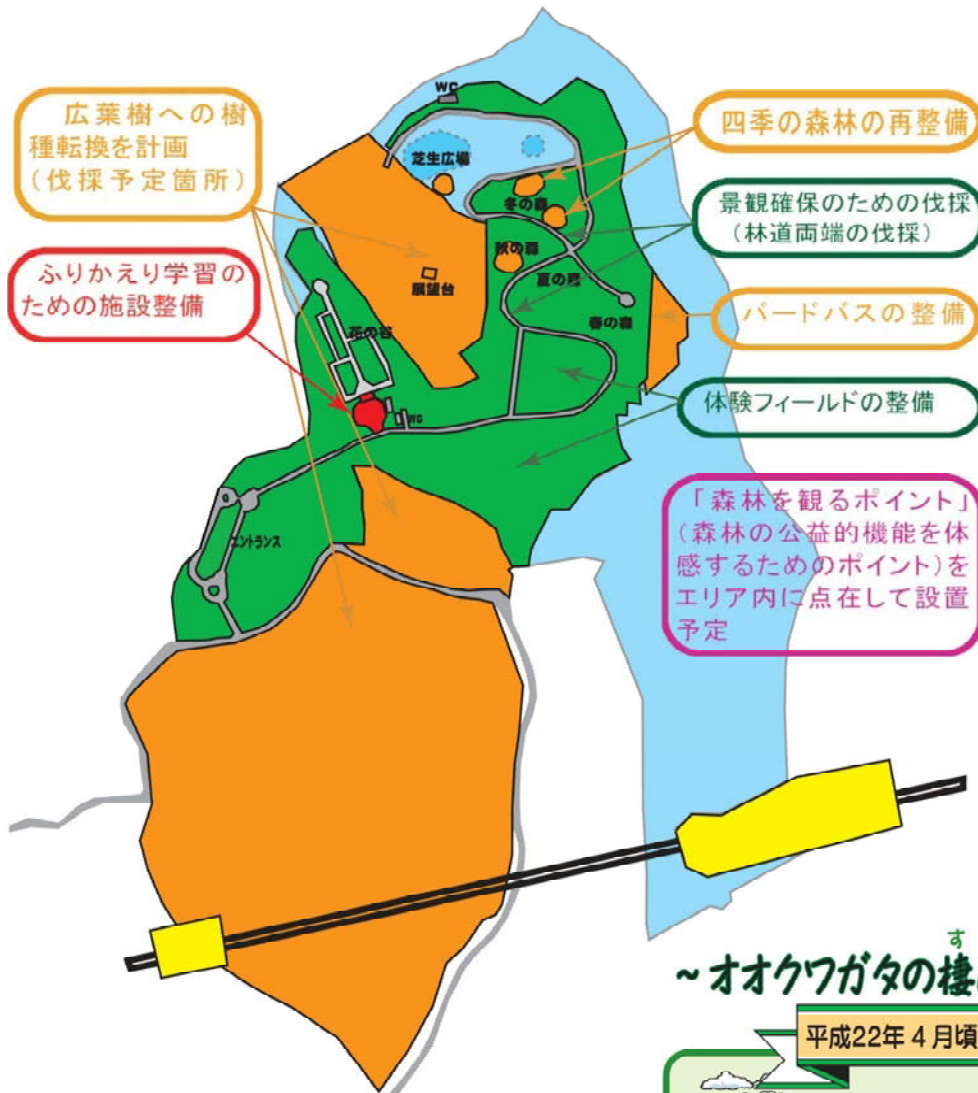 広葉樹への樹
種転換を計画
（伐採予定箇所）
ふりかえり学習の
ための施設整備
四季の森林の再整備
景観確保のための伐採
（林道両端の伐採）
バードバスの整備
体験フィールドの整備
「森林を観るポイント」
（森林の公益的機能を体
感するためのポイント）を
エリア内に点在して設置
予定
WC
芝生広場
冬の森
秋の森
夏の森
展望台
春の森
花の谷
WC
エントランス
す
～オオクワガタの棲
平成22年4月頃